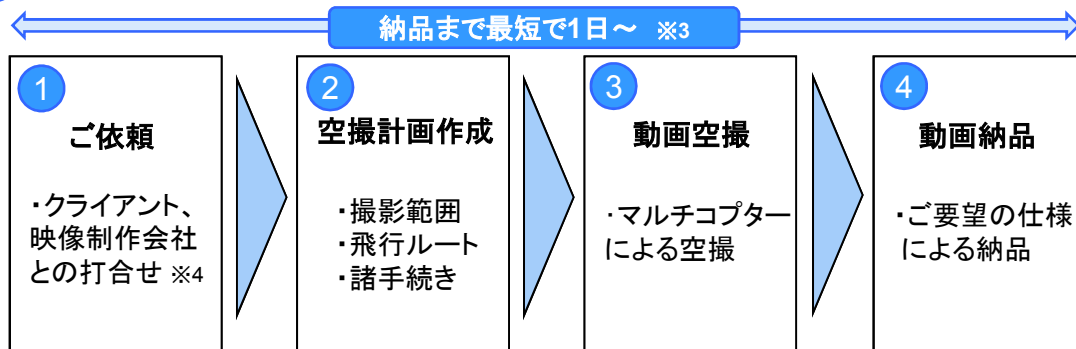 納品まで最短で1日～ ※3
1
ご依頼
・クライアント、
映像制作会社
との打合せ ※4
2
空撮計画作成
・撮影範囲
・飛行ルート
・諸手続き
3
動画空撮
・マルチコプター
による空撮
4
動画納品
・ご要望の仕様
による納品